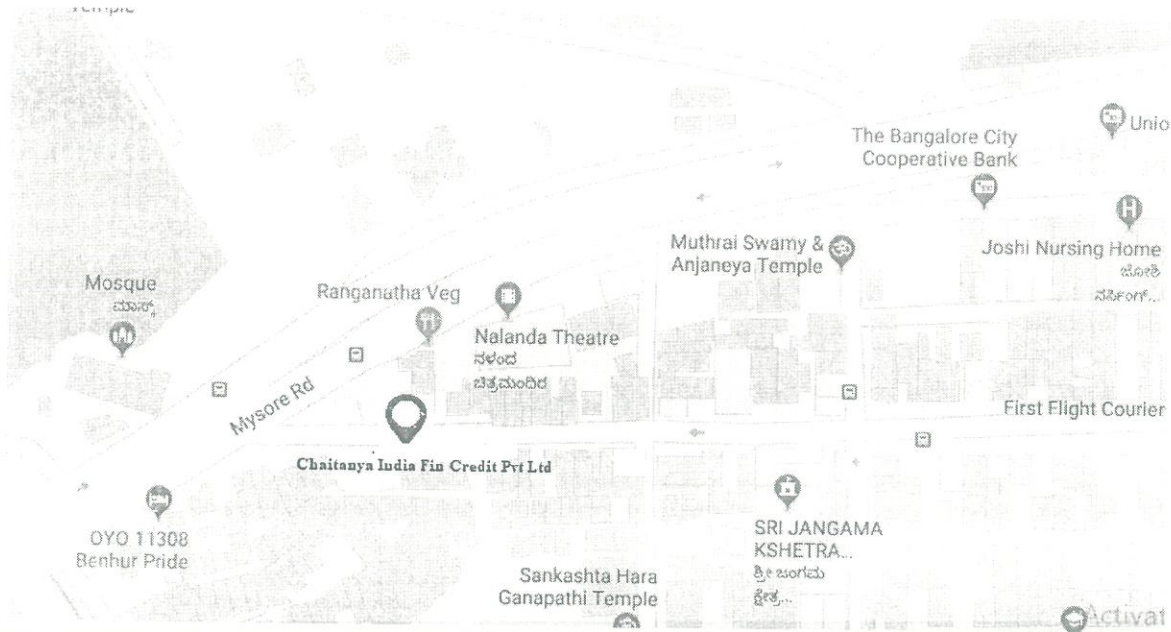 Temple
Unio
The Bangalore City
Cooperative Bank
Muthrai Swamy &
Anjaneya Temple
Joshi Nursing Home
ಜೋಶಿ
ನರ್ಸಿಂಗ್...
Mosque
ಮಾಸ್ಕ್
Ranganatha Veg
Nalanda Theatre
ನಳಂದ
ಚಿತ್ರಮಂದಿರ
Mysore Rd
First Flight Courier
Chaitanya India Fin Credit Pvt Ltd
OYO 11308
Benhur Pride
SRI JANGAMA
KSHETRA...
ಶ್ರೀ ಜಂಗಮ
ಕ್ಷೇತ್ರ...
Sankashta Hara
Ganapathi Temple
Activat